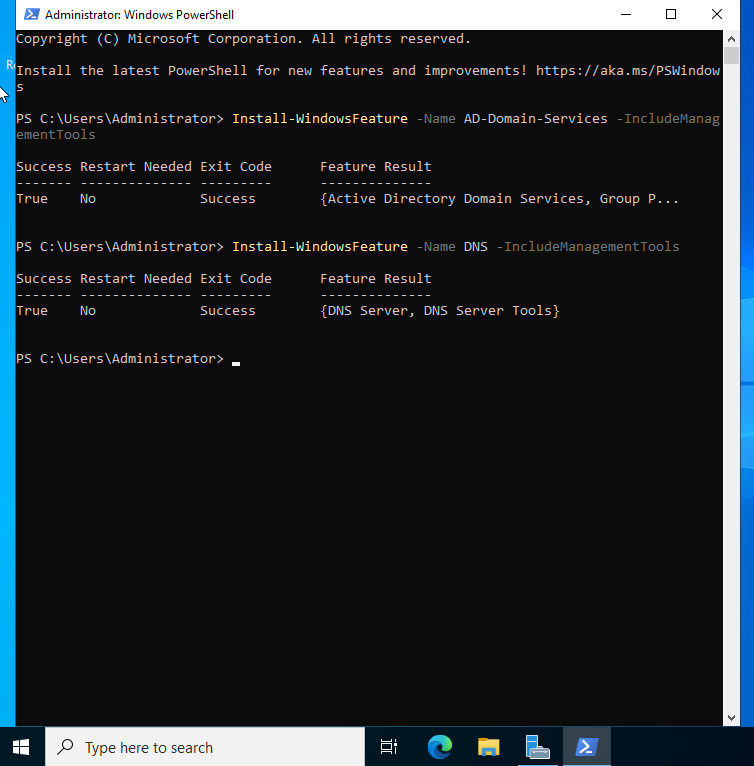 Administrator: Windows PowerShell
Copyright (C) Microsoft Corporation. All rights reserved.
Install the latest PowerShell for new features and improvements! https://aka.ms/PSWindow
s
PS C:\Users\Administrator> Install-WindowsFeature -Name AD-Domain-Services -IncludeManag
ementTools
Success Restart Needed Exit Code      Feature Result
------- -------------- ---------      --------------
True    No             Success        {Active Directory Domain Services, Group P...
PS C:\Users\Administrator> Install-WindowsFeature -Name DNS -IncludeManagementTools
Success Restart Needed Exit Code      Feature Result
------- -------------- ---------      --------------
True    No             Success        {DNS Server, DNS Server Tools}
PS C:\Users\Administrator>
Type here to search